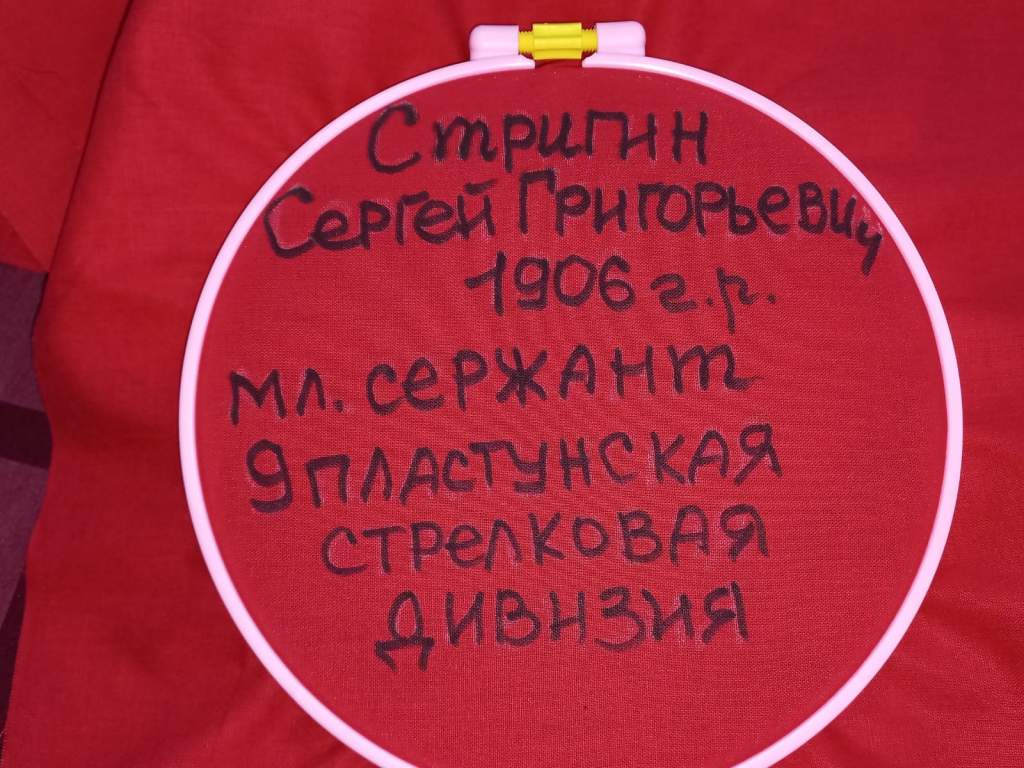 Стригин
Сергей Григорьевич
1906 г.р.
мл. сержант
9 пластунская
стрелковая
дивизия